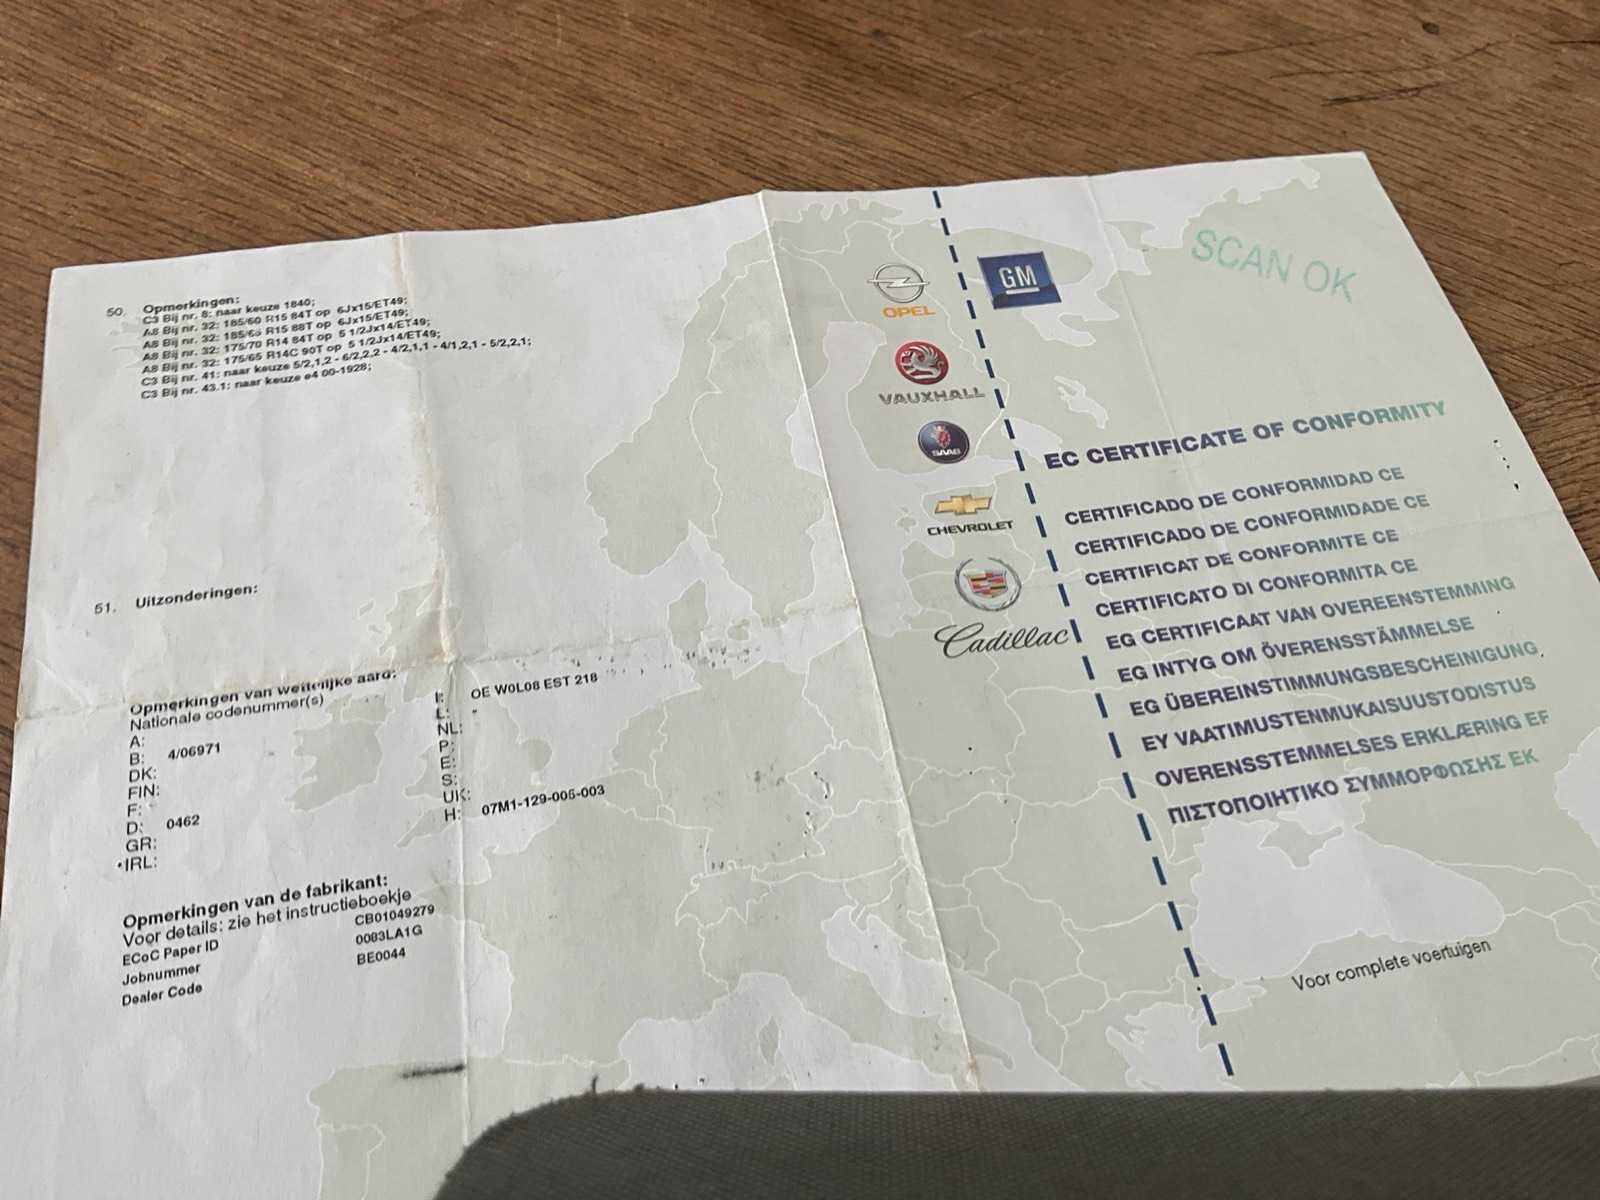 50. Opmerkingen:
C3 Bij nr. 8: naar keuze 1840;
A8 Bij nr. 32: 185/60 R15 84T op 6Jx15/ET49;
A8 Bij nr. 32: 185/60 R15 88T op 6Jx15/ET49;
A8 Bij nr. 32: 175/70 R14 84T op 5 1/2Jx14/ET49;
A8 Bij nr. 32: 175/65 R14C 90T op 5 1/2Jx14/ET49;
C3 Bij nr. 41: naar keuze 5/2,1,2 - 6/2,2,2 - 4/2,1,1 - 4/1,2,1 - 5/2,2,1;
C3 Bij nr. 43.1: naar keuze e4 00-1928;
51. Uitzonderingen:
Opmerkingen van wettelijke aard:
Nationale codenummer(s)
A:
B: 4/06971
DK:
FIN:
F:
D: 0462
GR:
IRL:
I: OE W0L08 EST 218
L: -
NL:
P:
E:
S:
UK:
H: 07M1-129-005-003
Opmerkingen van de fabrikant:
Voor details: zie het instructieboekje
ECoC Paper ID CB01049279
Jobnummer 0083LA1G
Dealer Code BE0044
OPEL
GM
VAUXHALL
SAAB
CHEVROLET
Cadillac
SCAN OK
EC CERTIFICATE OF CONFORMITY
CERTIFICADO DE CONFORMIDAD CE
CERTIFICADO DE CONFORMIDADE CE
CERTIFICAT DE CONFORMITE CE
CERTIFICATO DI CONFORMITA CE
EG CERTIFICAAT VAN OVEREENSTEMMING
EG INTYG OM ÖVERENSSTÄMMELSE
EG ÜBEREINSTIMMUNGSBESCHEINIGUNG
EY VAATIMUSTENMUKAISUUSTODISTUS
OVERENSSTEMMELSES ERKLÆRING EF
ΠΙΣΤΟΠΟΙΗΤΙΚΟ ΣΥΜΜΟΡΦΩΣΗΣ ΕΚ
Voor complete voertuigen